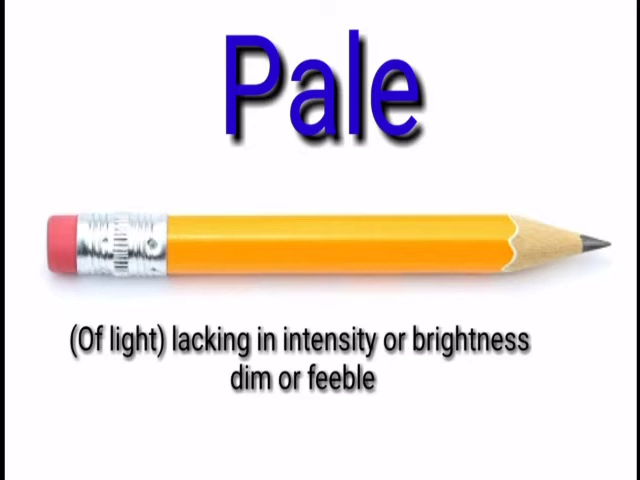 Pale
(Of light) lacking in intensity or brightness
dim or feeble